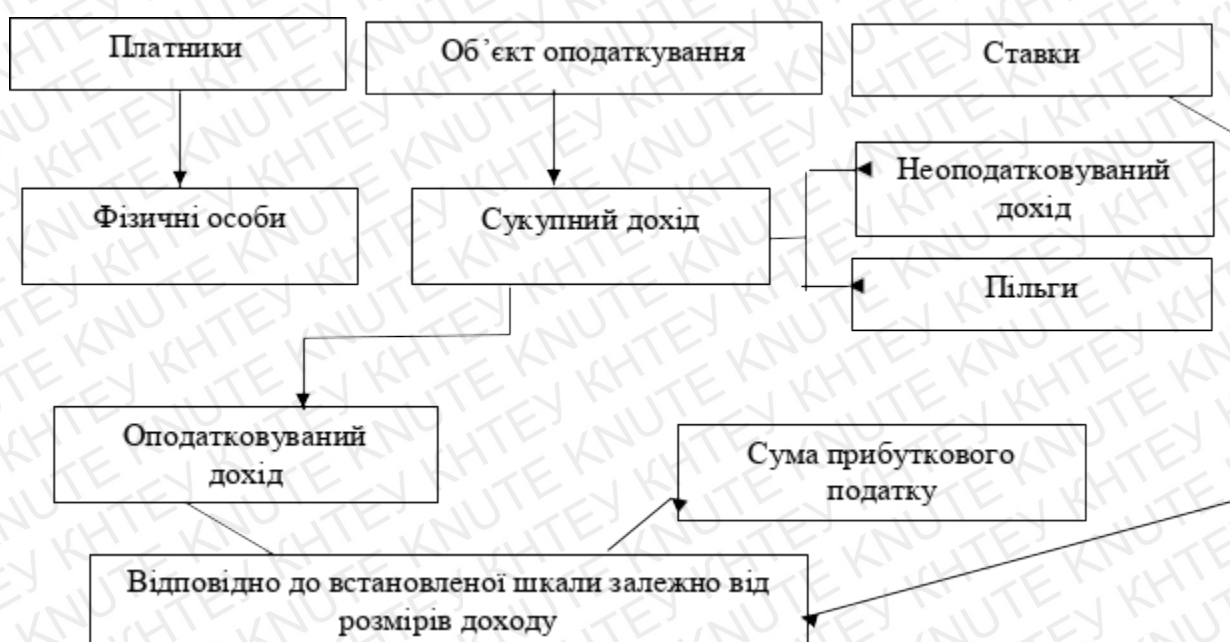 Платники
Об’єкт оподаткування
Ставки
Фізичні особи
Сукупний дохід
Неоподатковуваний
дохід
Пільги
Оподатковуваний
дохід
Сума прибуткового
податку
Відповідно до встановленої шкали залежно від
розмірів доходу